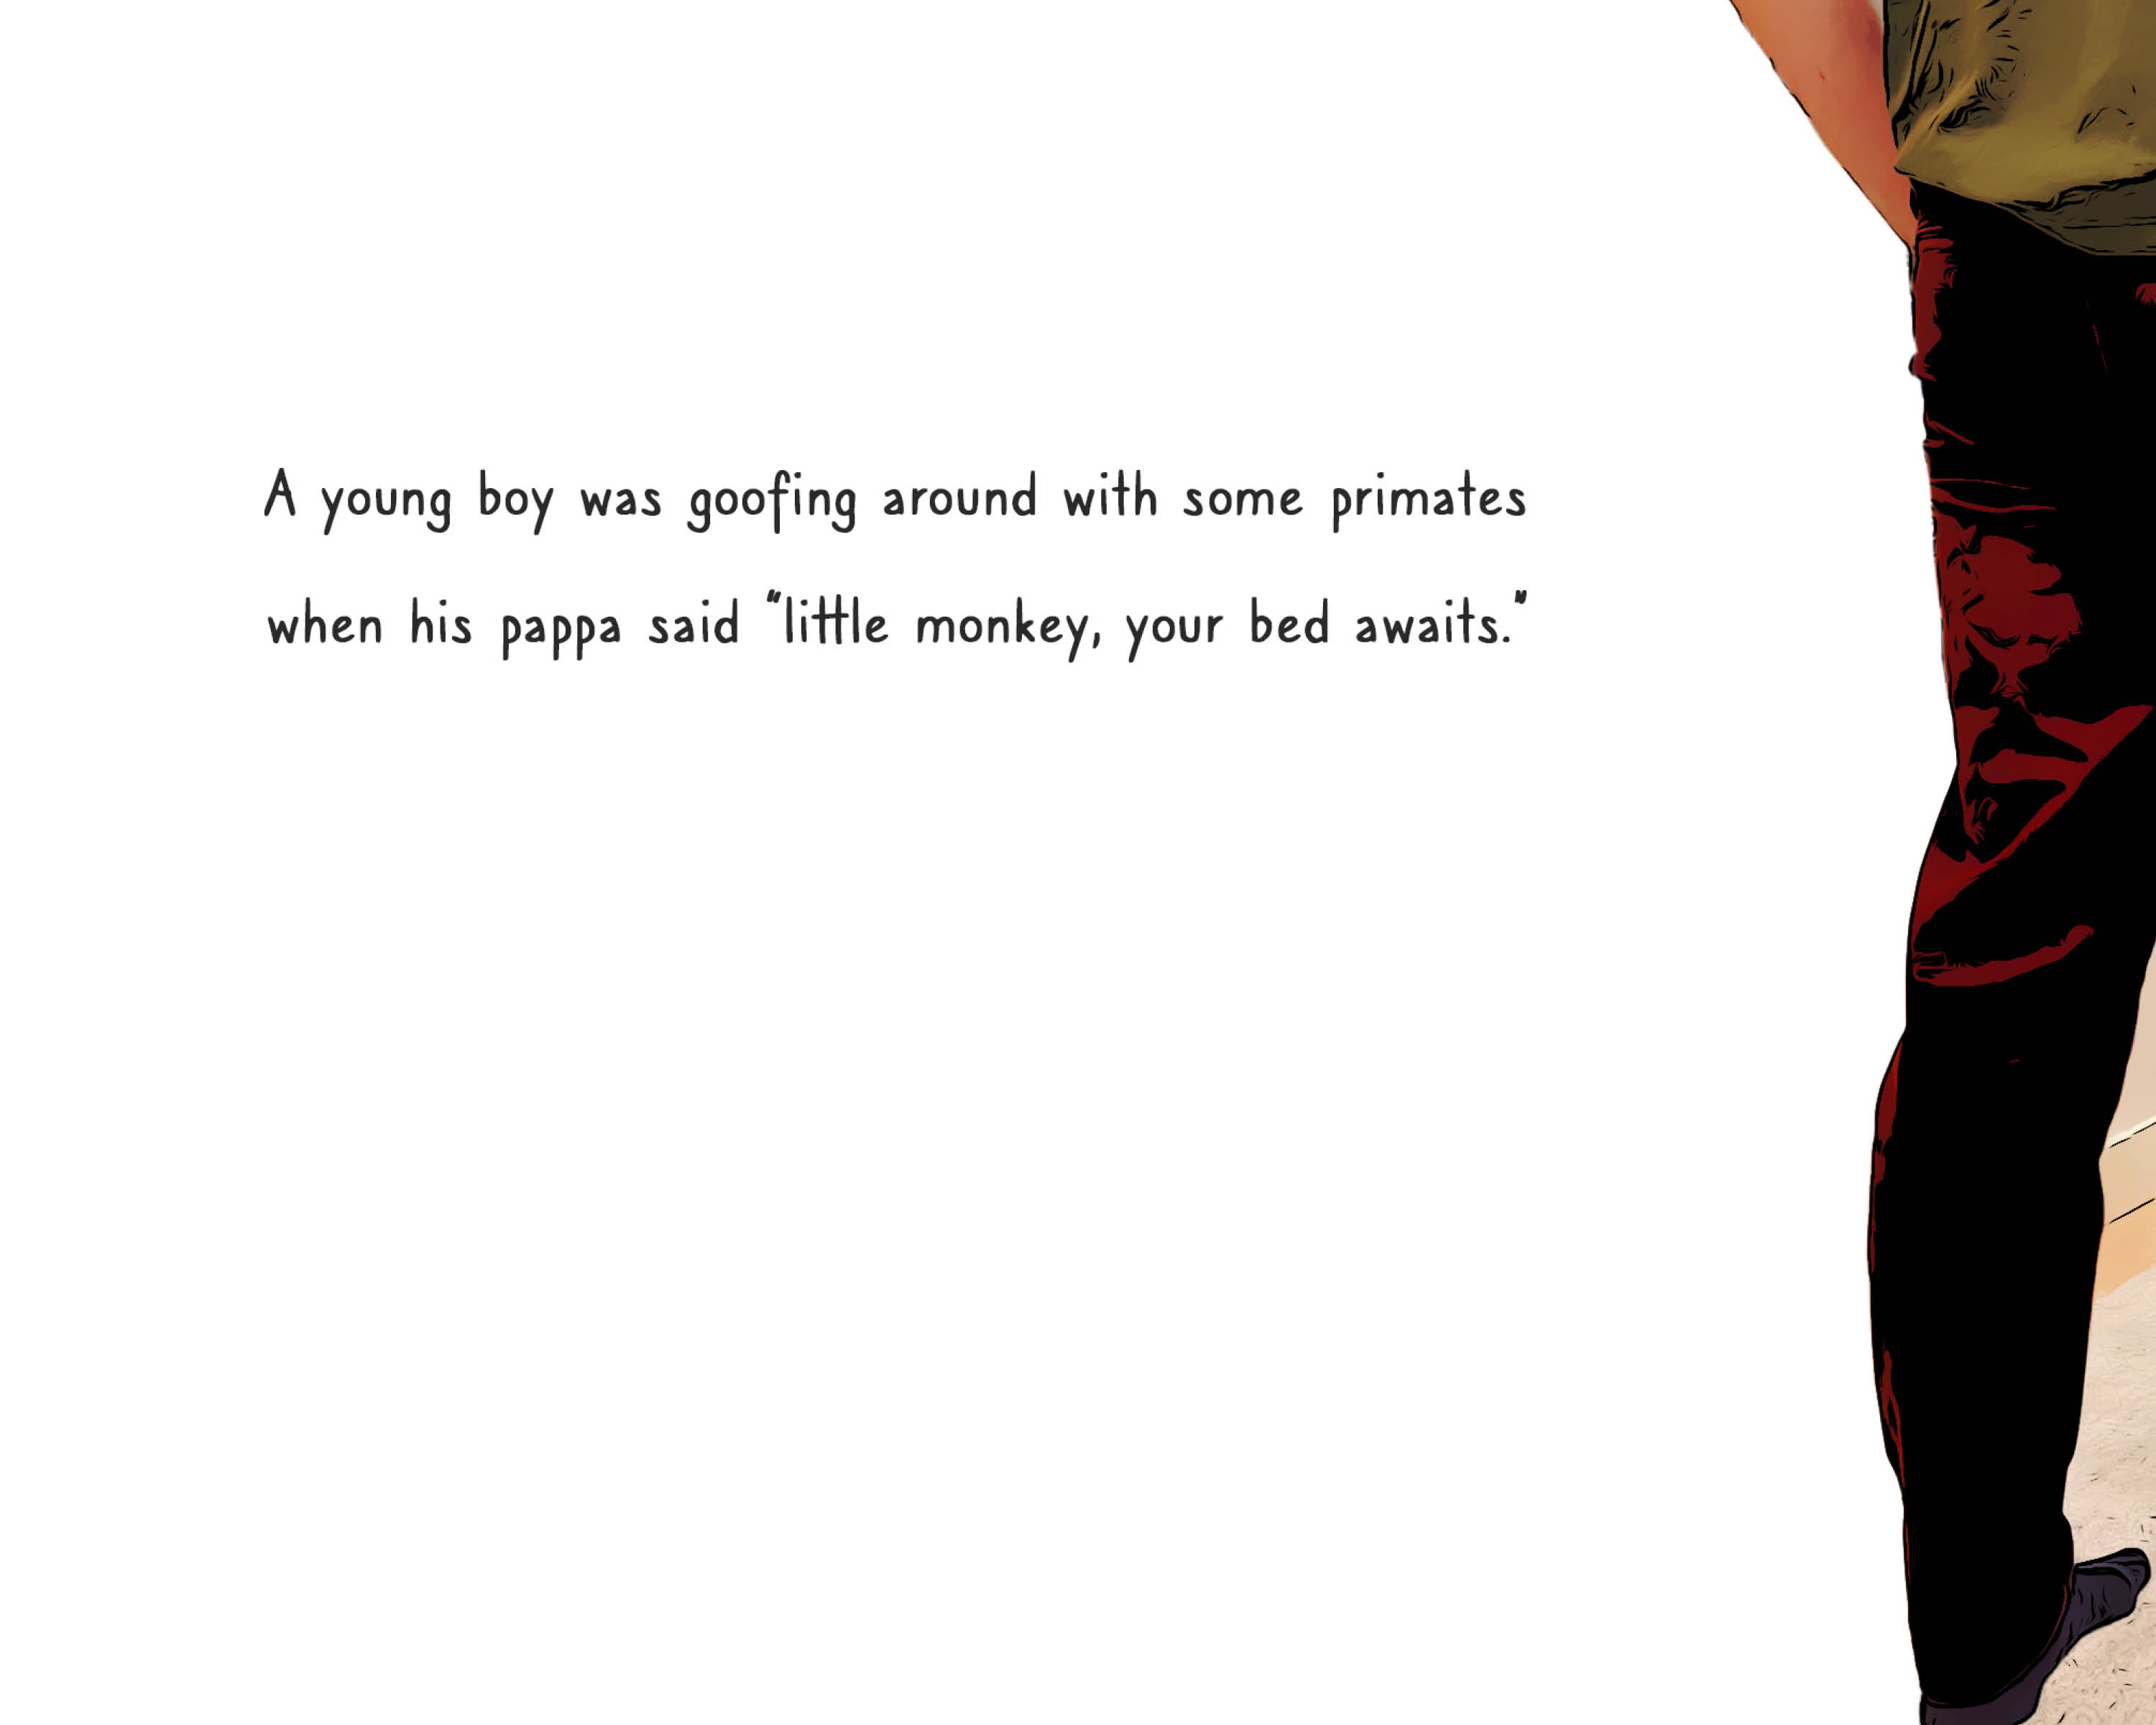 A young boy was goofing around with some primates
when his pappa said "little monkey, your bed awaits."